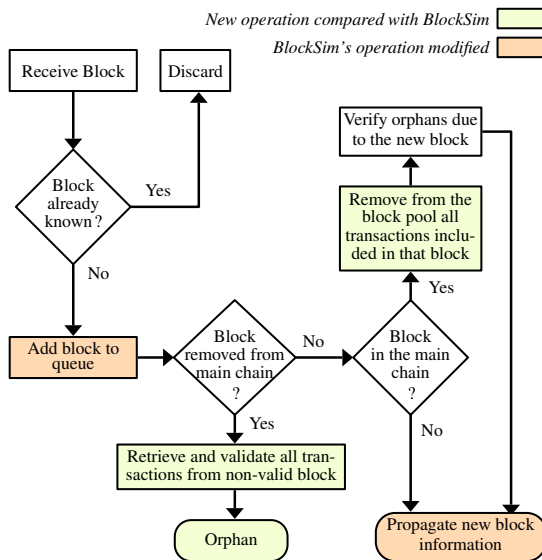 New operation compared with BlockSim
BlockSim's operation modified
Receive Block
Discard
Verify orphans due
to the new block
Block
already
known ?
Yes
Remove from the
block pool all
transactions inclu-
ded in that block
No
Yes
Add block to
queue
Block
removed from
main chain
?
No
Block
in the main
chain
?
Yes
No
Retrieve and validate all tran-
sactions from non-valid block
Orphan
Propagate new block
information